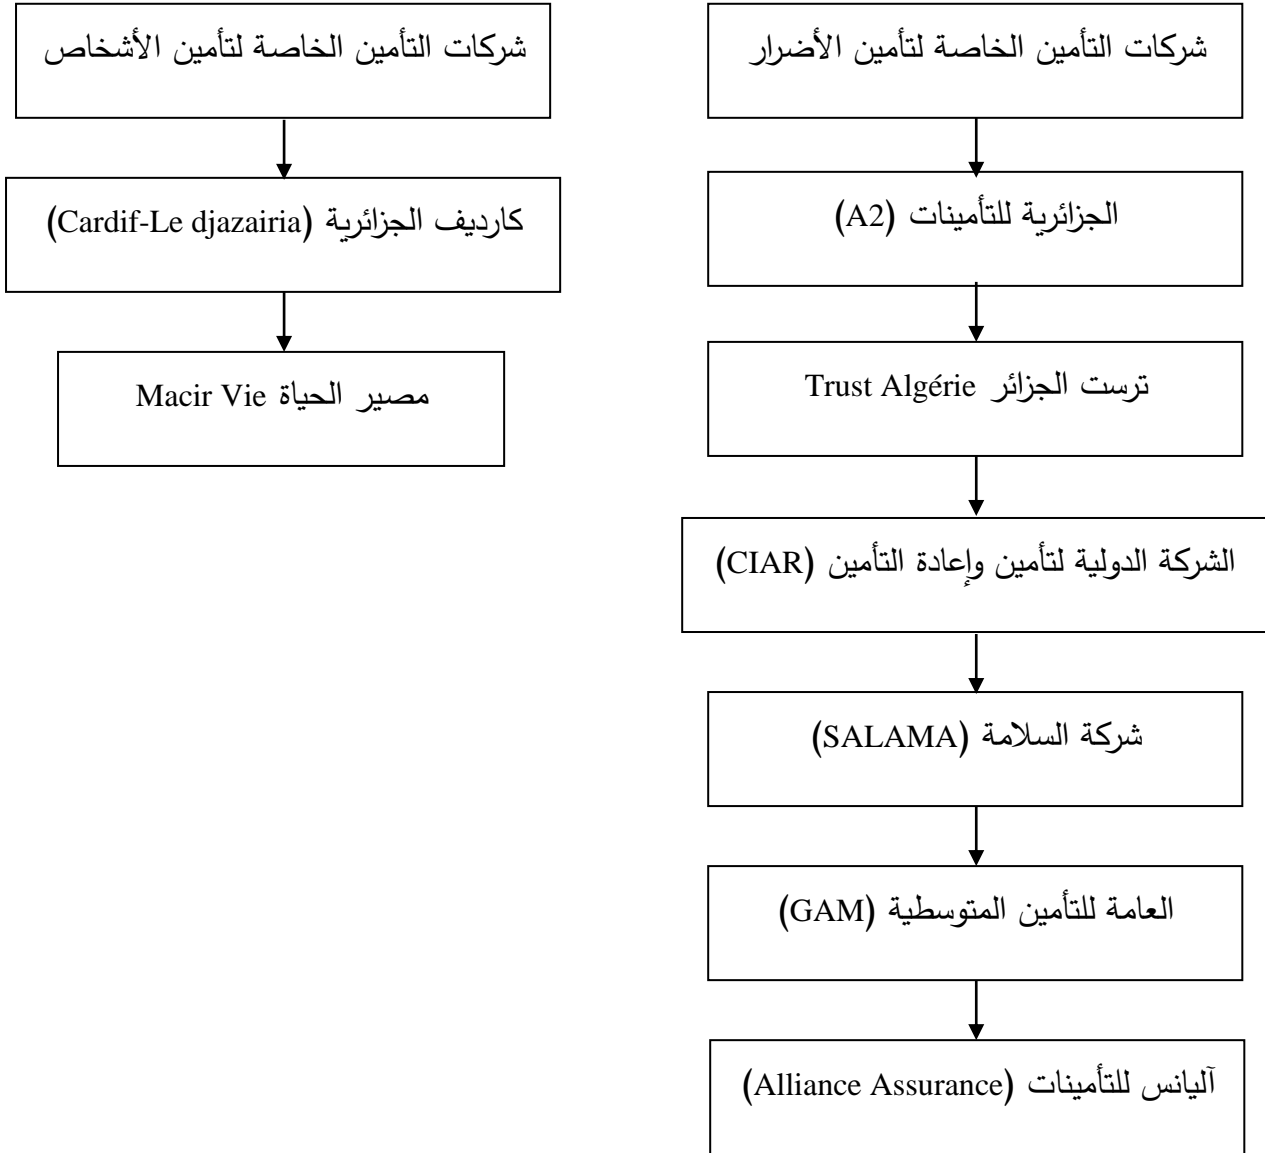 شركات التأمين الخاصة لتأمين الأضرار
الجزائرية للتأمينات (A2)
ترست الجزائر Trust Algérie
الشركة الدولية لتأمين وإعادة التأمين (CIAR)
شركة السلامة (SALAMA)
العامة للتأمين المتوسطية (GAM)
آليانس للتأمينات (Alliance Assurance)
شركات التأمين الخاصة لتأمين الأشخاص
كارديف الجزائرية (Cardif-Le djazairia)
مصير الحياة Macir Vie